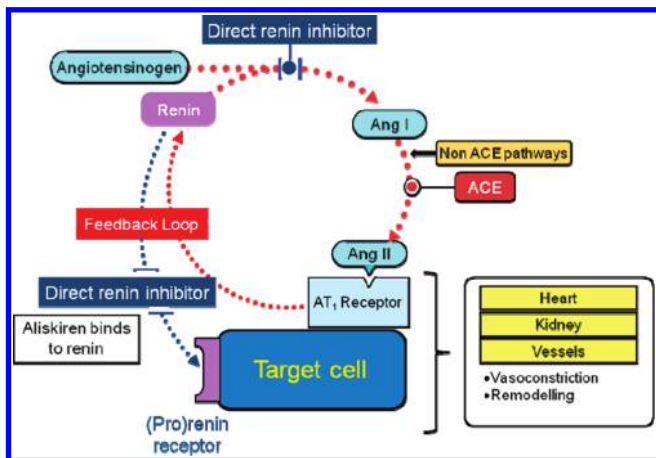 Direct renin inhibitor
Angiotensinogen
Renin
Ang I
Non ACE pathways
ACE
Feedback Loop
Ang II
Direct renin inhibitor
AT₁ Receptor
Aliskiren binds
to renin
Target cell
(Pro)renin
receptor
Heart
Kidney
Vessels
•Vasoconstriction
•Remodelling